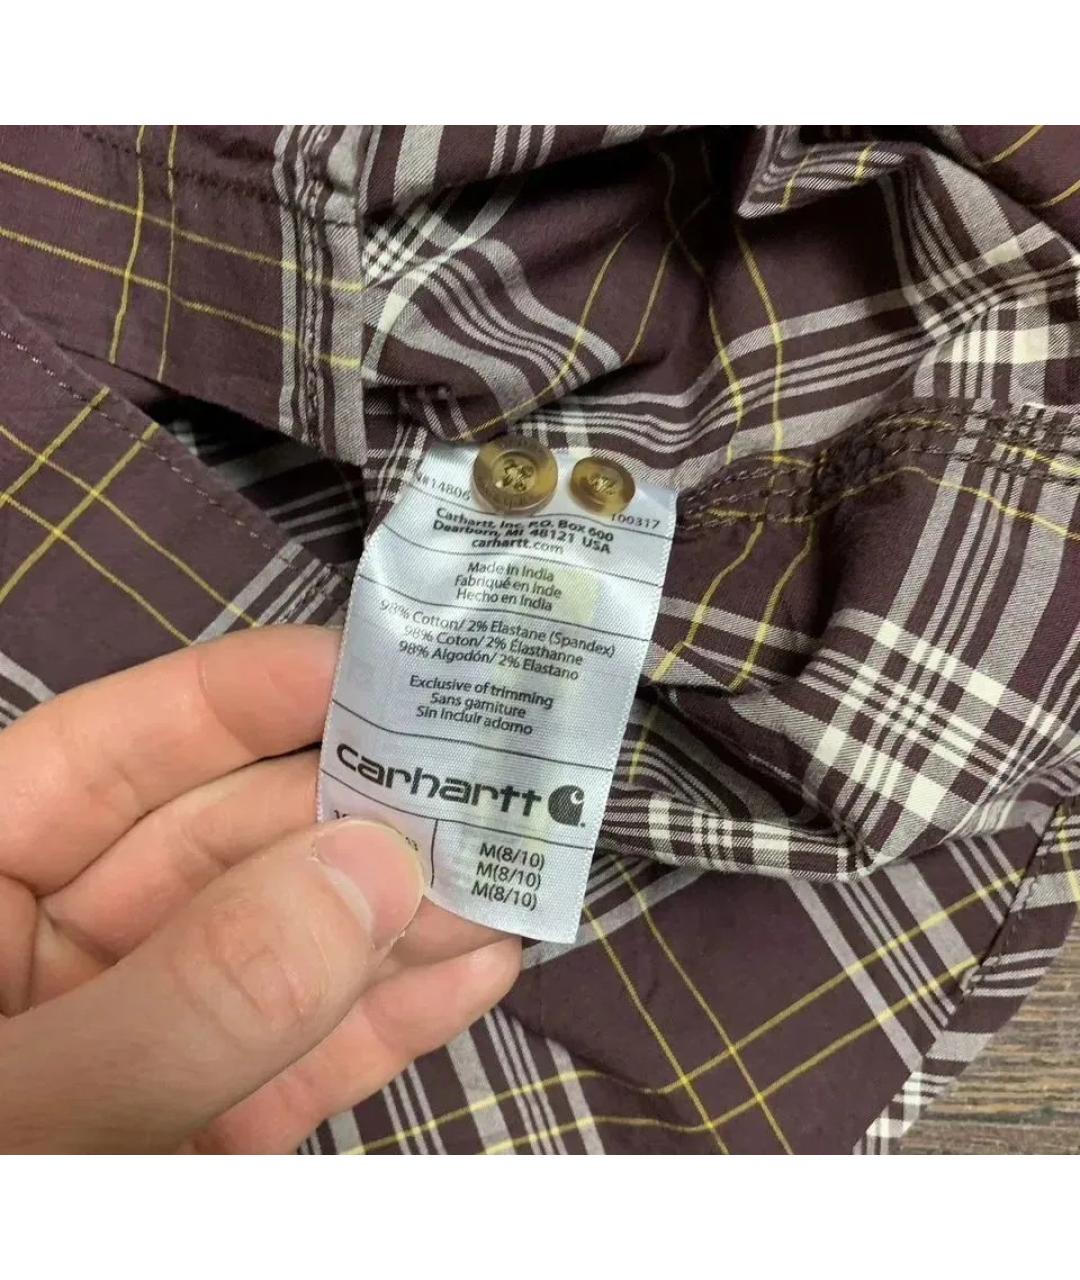 N#14806
100317
Carhartt, Inc. P.O. Box 600
Dearborn, MI 48121 USA
carhartt.com
Made in India
Fabriqué en Inde
Hecho en India
98% Cotton/ 2% Elastane (Spandex)
98% Coton/ 2% Élasthanne
98% Algodón/ 2% Elastano
Exclusive of trimming
Sans garniture
Sin incluir adorno
carhartt
M(8/10)
M(8/10)
M(8/10)